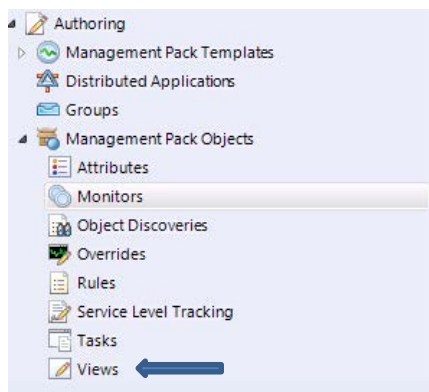 Authoring
Management Pack Templates
Distributed Applications
Groups
Management Pack Objects
Attributes
Monitors
Object Discoveries
Overrides
Rules
Service Level Tracking
Tasks
Views